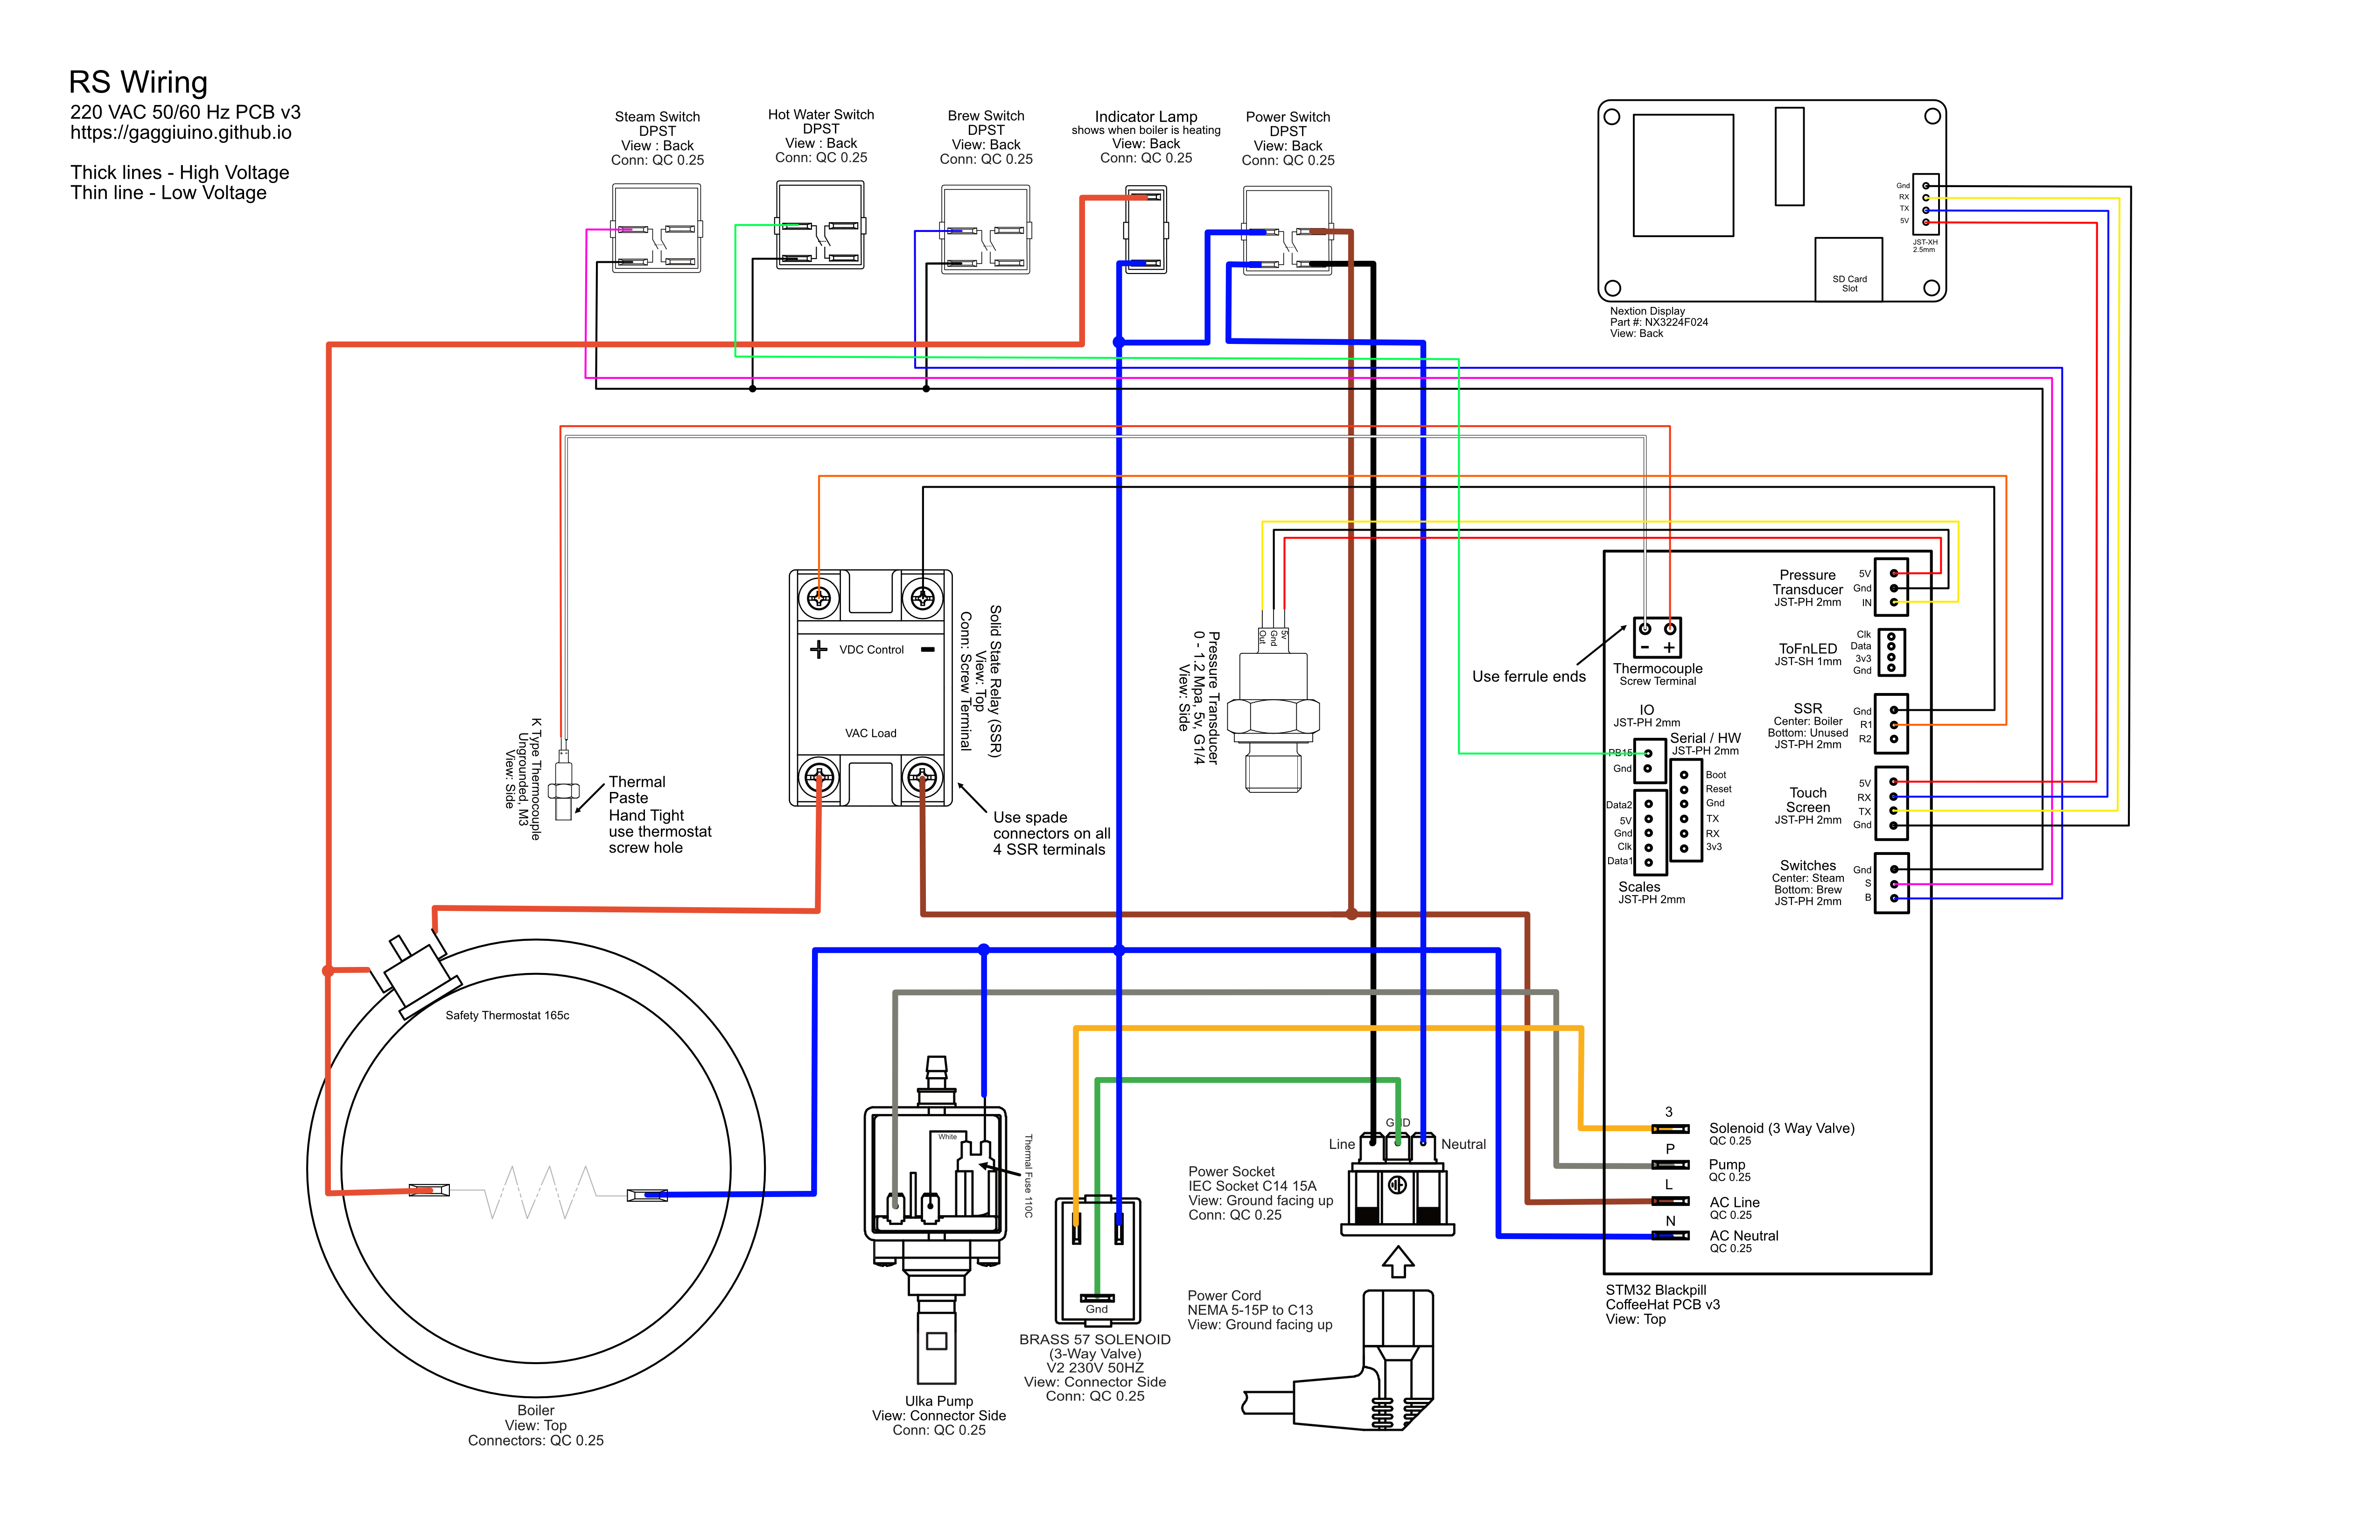 RS Wiring
220 VAC 50/60 Hz PCB v3
https://gaggiuino.github.io
Thick lines - High Voltage
Thin line - Low Voltage
Steam Switch
DPST
View : Back
Conn: QC 0.25
Hot Water Switch
DPST
View : Back
Conn: QC 0.25
Brew Switch
DPST
View: Back
Conn: QC 0.25
Indicator Lamp
shows when boiler is heating
View: Back
Conn: QC 0.25
Power Switch
DPST
View: Back
Conn: QC 0.25
Gnd
RX
TX
5V
JST-XH
2.5mm
SD Card
Slot
Nextion Display
Part #: NX3224F024
View: Back
VDC Control
VAC Load
Solid State Relay (SSR)
View: Top
Conn: Screw Terminal
Use spade
connectors on all
4 SSR terminals
K Type Thermocouple
Ungrounded, M3
View: Side
Thermal
Paste
Hand Tight
use thermostat
screw hole
Out
Gnd
5v
Pressure Transducer
0 - 1.2 Mpa, 5v, G1/4
View: Side
Use ferrule ends
- +
Thermocouple
Screw Terminal
Pressure
Transducer
JST-PH 2mm
5V
Gnd
IN
ToFnLED
JST-SH 1mm
Clk
Data
3v3
Gnd
SSR
Center: Boiler
Bottom: Unused
JST-PH 2mm
Gnd
R1
R2
IO
JST-PH 2mm
PB15
Gnd
Serial / HW
JST-PH 2mm
Boot
Reset
Gnd
TX
RX
3v3
Data2
5V
Gnd
Clk
Data1
Scales
JST-PH 2mm
Touch
Screen
JST-PH 2mm
5V
RX
TX
Gnd
Switches
Center: Steam
Bottom: Brew
JST-PH 2mm
Gnd
S
B
3
Solenoid (3 Way Valve)
QC 0.25
P
Pump
QC 0.25
L
AC Line
QC 0.25
N
AC Neutral
QC 0.25
STM32 Blackpill
CoffeeHat PCB v3
View: Top
Safety Thermostat 165c
Boiler
View: Top
Connectors: QC 0.25
White
Thermal Fuse 110C
Ulka Pump
View: Connector Side
Conn: QC 0.25
Gnd
BRASS 57 SOLENOID
(3-Way Valve)
V2 230V 50HZ
View: Connector Side
Conn: QC 0.25
Line
GND
Neutral
Power Socket
IEC Socket C14 15A
View: Ground facing up
Conn: QC 0.25
Power Cord
NEMA 5-15P to C13
View: Ground facing up